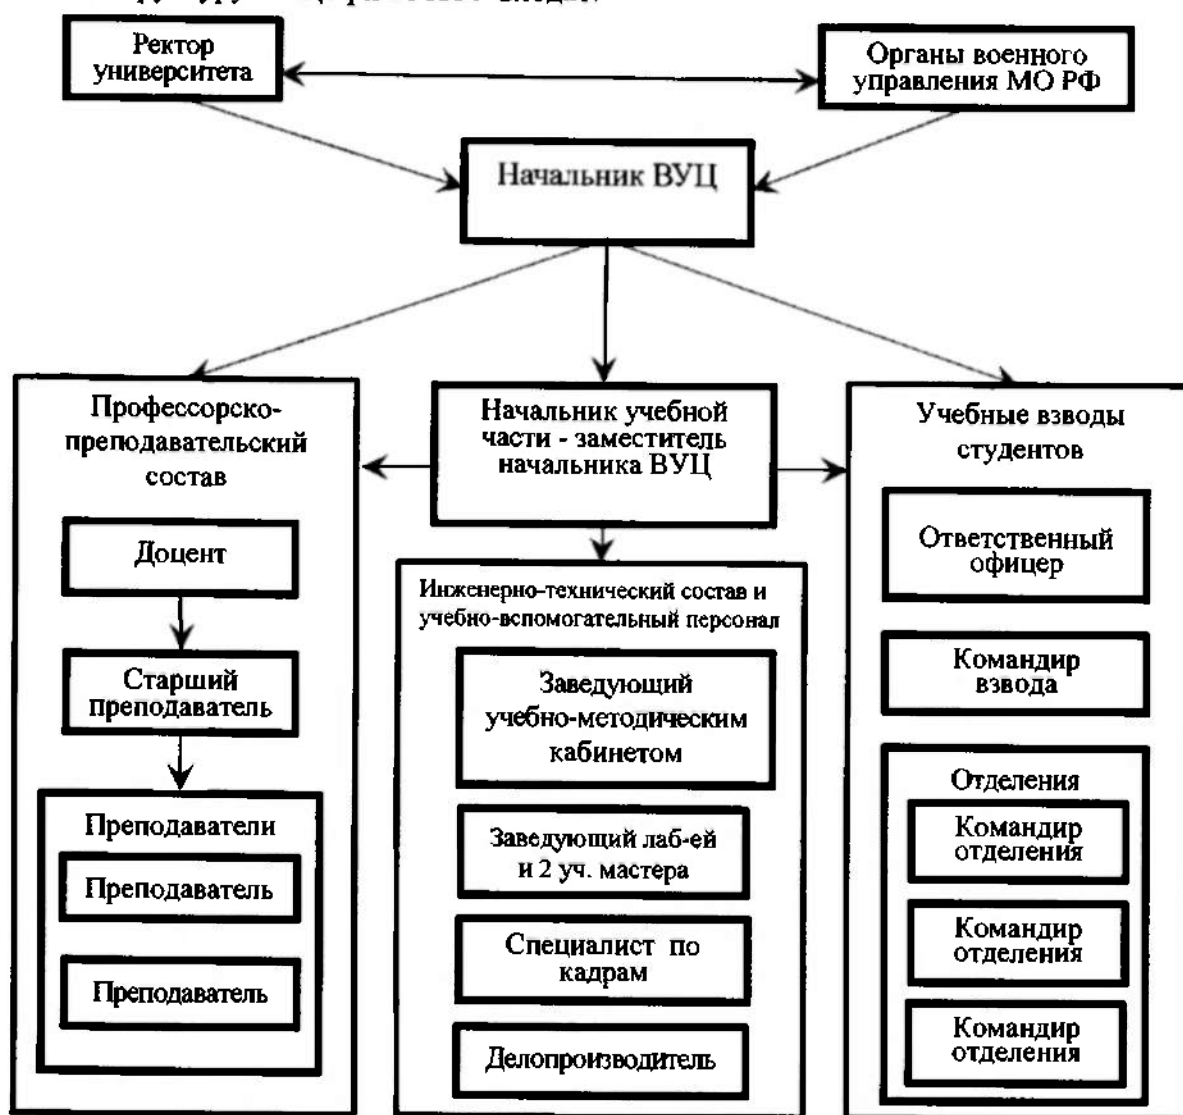 Ректор
университета
Органы военного
управления МО РФ
Начальник ВУЦ
Профессорско-
преподавательский
состав
Доцент
Старший
преподаватель
Преподаватели
Преподаватель
Преподаватель
Начальник учебной
части - заместитель
начальника ВУЦ
Инженерно-технический состав и
учебно-вспомогательный персонал
Заведующий
учебно-методическим
кабинетом
Заведующий лаб-ей
и 2 уч. мастера
Специалист по
кадрам
Делопроизводитель
Учебные взводы
студентов
Ответственный
офицер
Командир
взвода
Отделения
Командир
отделения
Командир
отделения
Командир
отделения